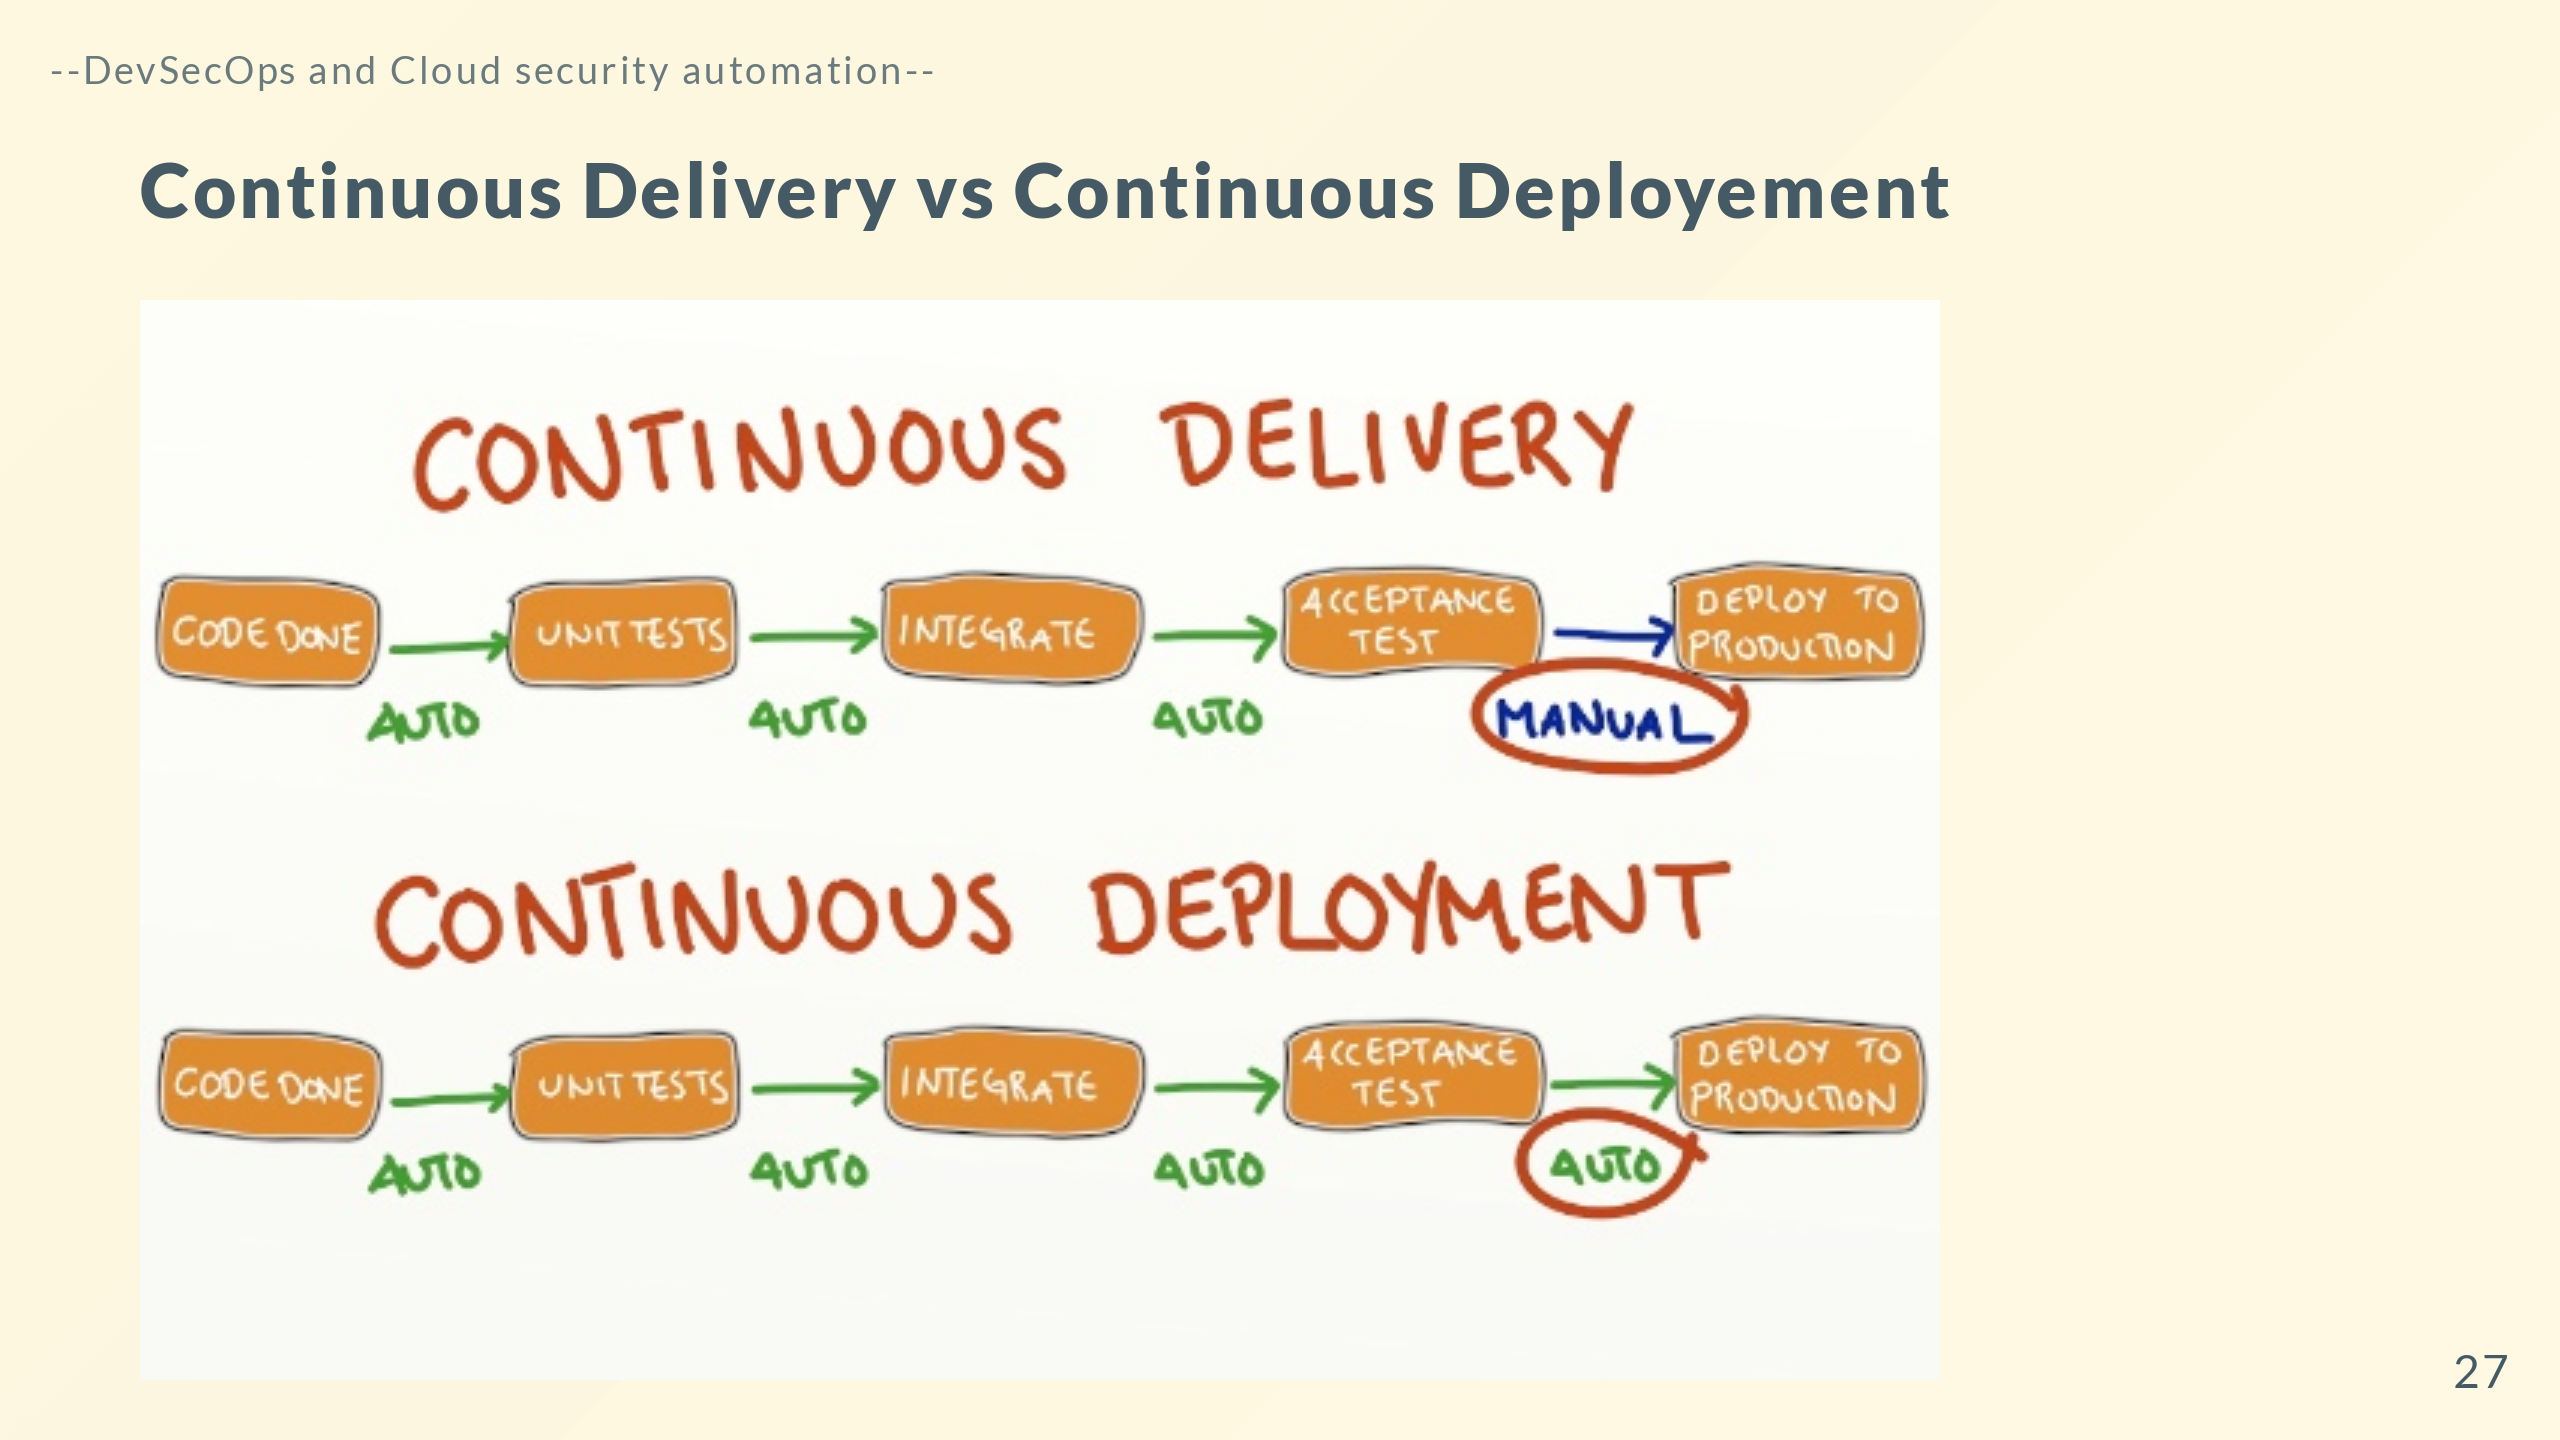 --DevSecOps and Cloud security automation--
Continuous Delivery vs Continuous Deployement
CONTINUOUS DELIVERY
CODE DONE
UNIT TESTS
INTEGRATE
ACCEPTANCE
TEST
DEPLOY TO
PRODUCTION
AUTO
AUTO
AUTO
MANUAL
CONTINUOUS DEPLOYMENT
CODE DONE
UNIT TESTS
INTEGRATE
ACCEPTANCE
TEST
DEPLOY TO
PRODUCTION
AUTO
AUTO
AUTO
AUTO
27